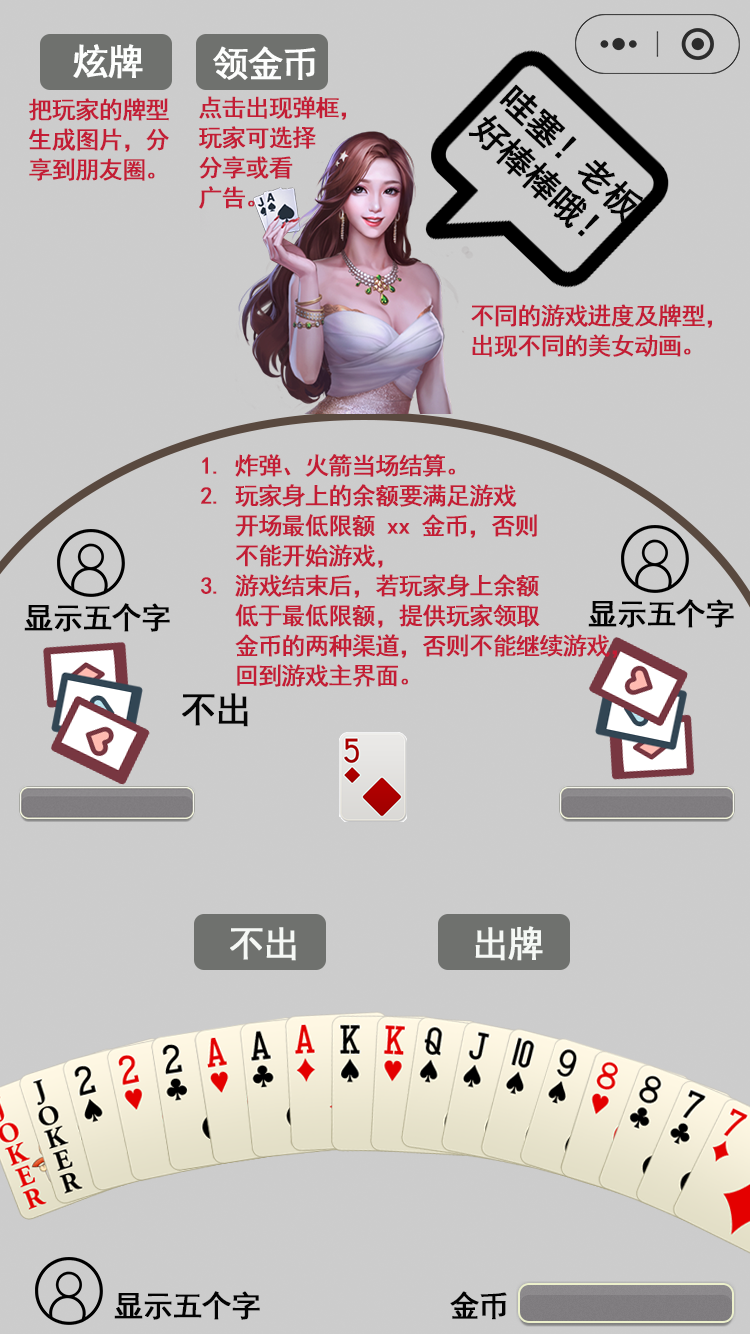 炫牌
领金币
把玩家的牌型
生成图片，分
享到朋友圈。
点击出现弹框，
玩家可选择
分享或看
广告。
J A
哇塞！老板
好棒棒哦！
不同的游戏进度及牌型，
出现不同的美女动画。
1. 炸弹、火箭当场结算。
2. 玩家身上的余额要满足游戏
开场最低限额 xx 金币，否则
不能开始游戏，
3. 游戏结束后，若玩家身上余额
低于最低限额，提供玩家领取
金币的两种渠道，否则不能继续游戏，
回到游戏主界面。
显示五个字
显示五个字
不出
5
不出
出牌
JOKER
JOKER
2
2
2
A
A
A
K
K
Q
J
10
9
8
8
7
7
显示五个字
金币